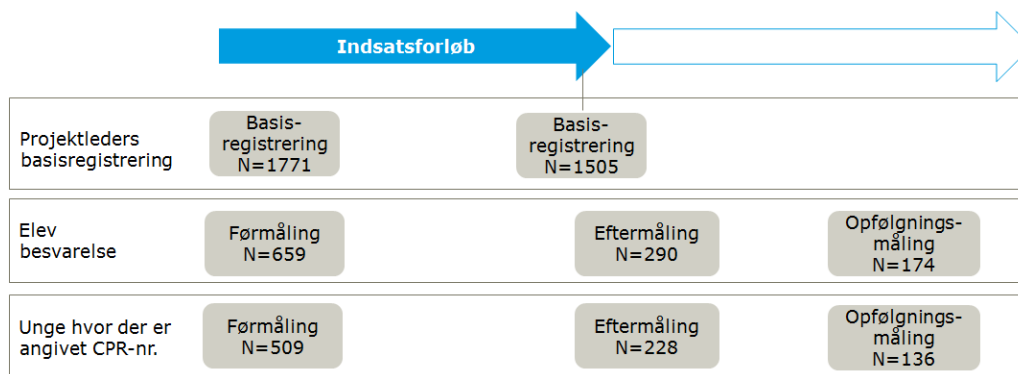 Indsatsforløb
Projektleders
basisregistrering
Basis-
registrering
N=1771
Basis-
registrering
N=1505
Elev
besvarelse
Førmåling
N=659
Eftermåling
N=290
Opfølgnings-
måling
N=174
Unge hvor der er
angivet CPR-nr.
Førmåling
N=509
Eftermåling
N=228
Opfølgnings-
måling
N=136